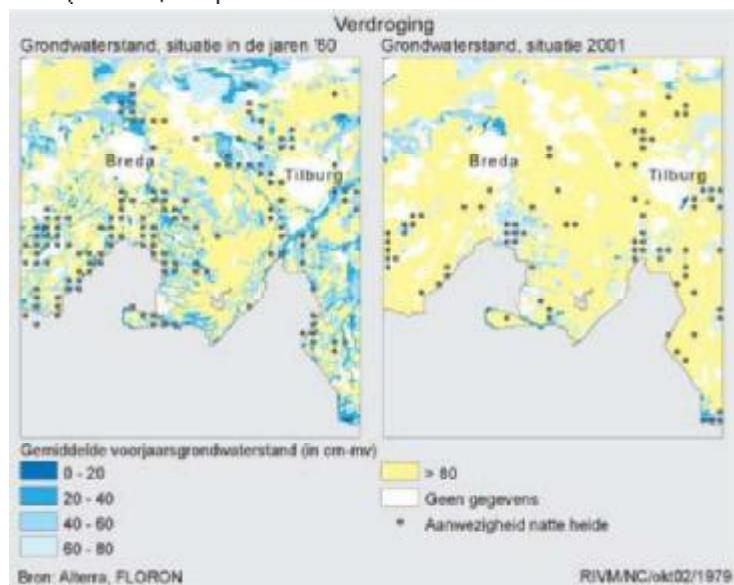 Verdroging
Grondwaterstand, situatie in de jaren '60
Grondwaterstand, situatie 2001
Breda
Tilburg
Breda
Tilburg
Gemiddelde voorjaarsgrondwaterstand (in cm-mv)
0 - 20
20 - 40
40 - 60
60 - 80
> 80
Geen gegevens
Aanwezigheid natte heide
Bron: Alterra, FLORON
RIVM/NC/okt02/1979